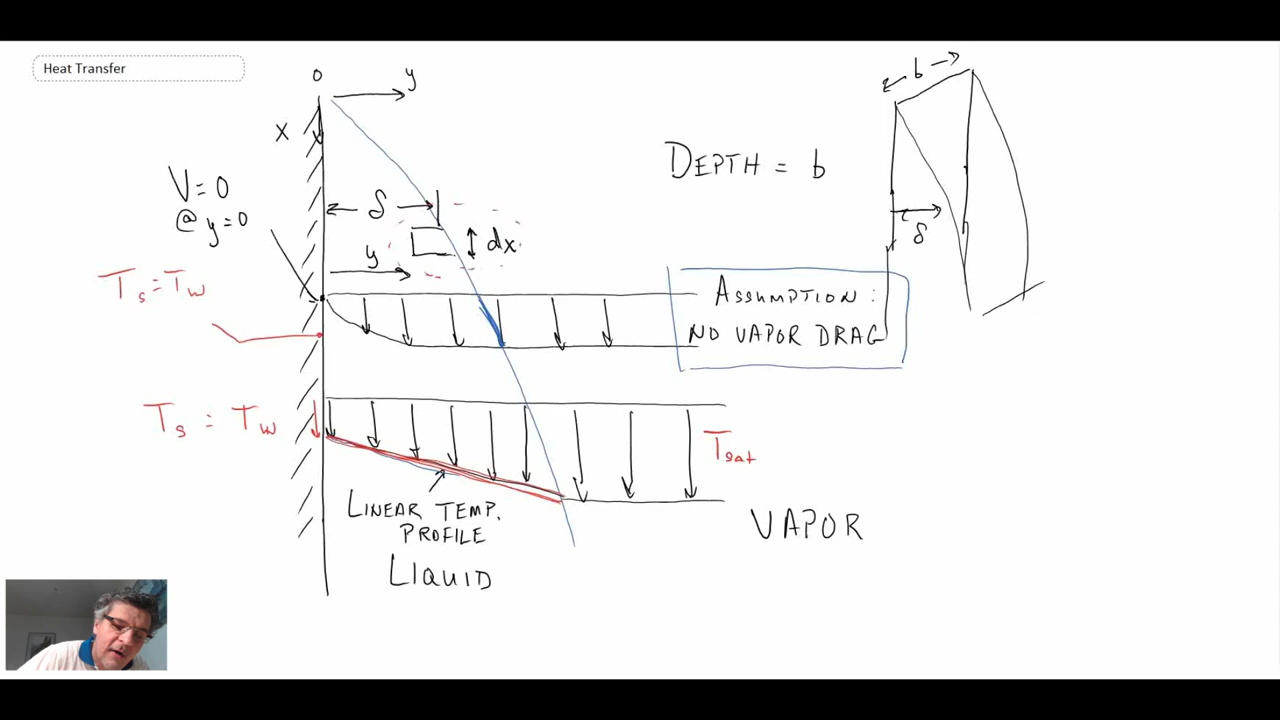 Heat Transfer
0
y
X
b
DEPTH = b
V=0
@ y=0
δ
δ
dx
y
Ts = Tw
ASSUMPTION:
NO VAPOR DRAG
Ts = Tw
Tsat
LINEAR TEMP.
PROFILE
VAPOR
LIQUID